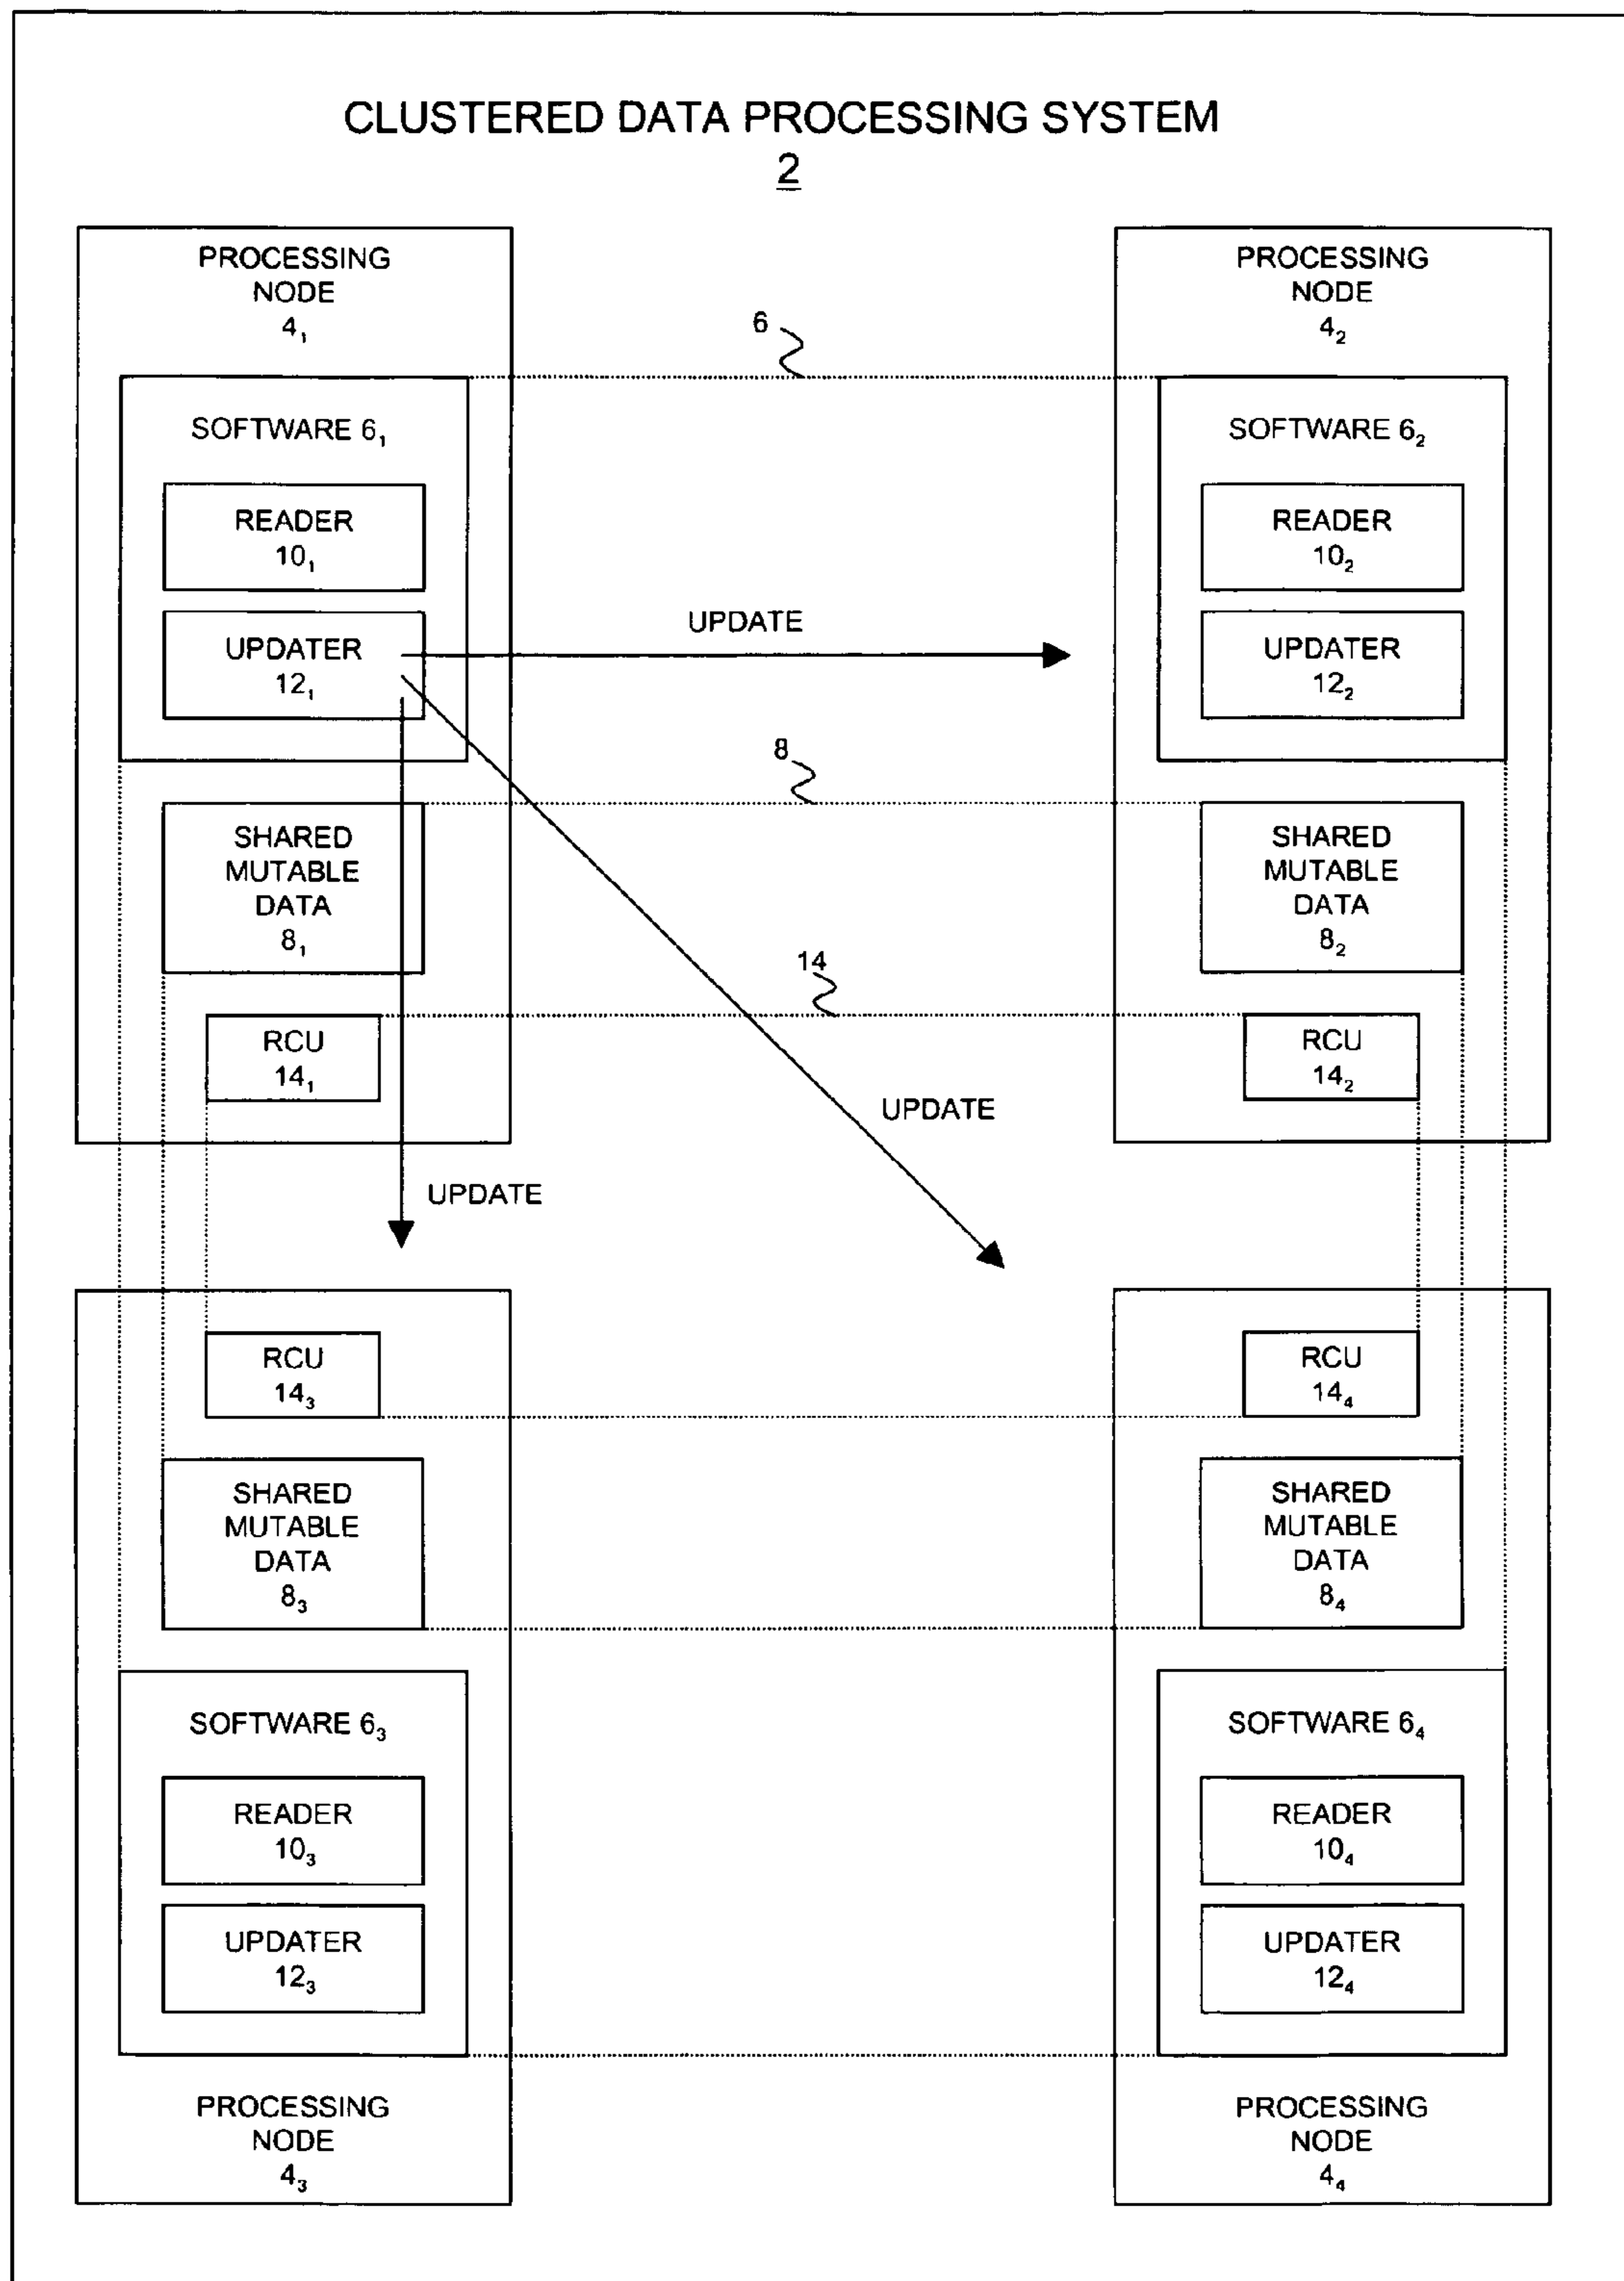 CLUSTERED DATA PROCESSING SYSTEM
2
PROCESSING
NODE
4₁
SOFTWARE 6₁
READER
10₁
UPDATER
12₁
SHARED
MUTABLE
DATA
8₁
RCU
14₁
6
UPDATE
8
14
UPDATE
UPDATE
PROCESSING
NODE
4₂
SOFTWARE 6₂
READER
10₂
UPDATER
12₂
SHARED
MUTABLE
DATA
8₂
RCU
14₂
RCU
14₃
SHARED
MUTABLE
DATA
8₃
SOFTWARE 6₃
READER
10₃
UPDATER
12₃
PROCESSING
NODE
4₃
RCU
14₄
SHARED
MUTABLE
DATA
8₄
SOFTWARE 6₄
READER
10₄
UPDATER
12₄
PROCESSING
NODE
4₄